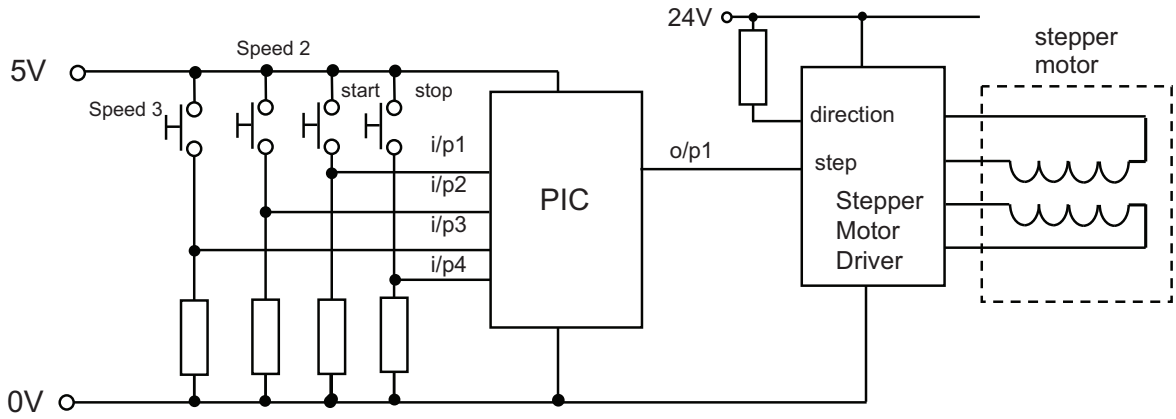 24V
stepper
motor
Speed 2
5V
Speed 3
start
stop
direction
i/p1
o/p1
step
i/p2
PIC
Stepper
Motor
Driver
i/p3
i/p4
0V